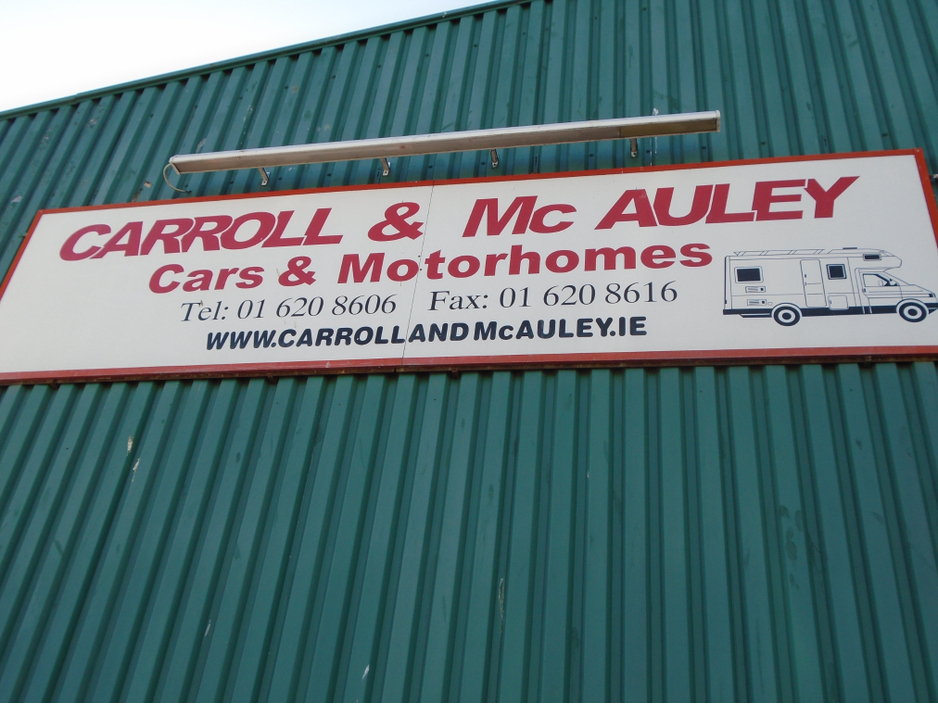 CARROLL & Mc AULEY
Cars & Motorhomes
Tel: 01 620 8606 Fax: 01 620 8616
WWW.CARROLLANDMcAULEY.IE